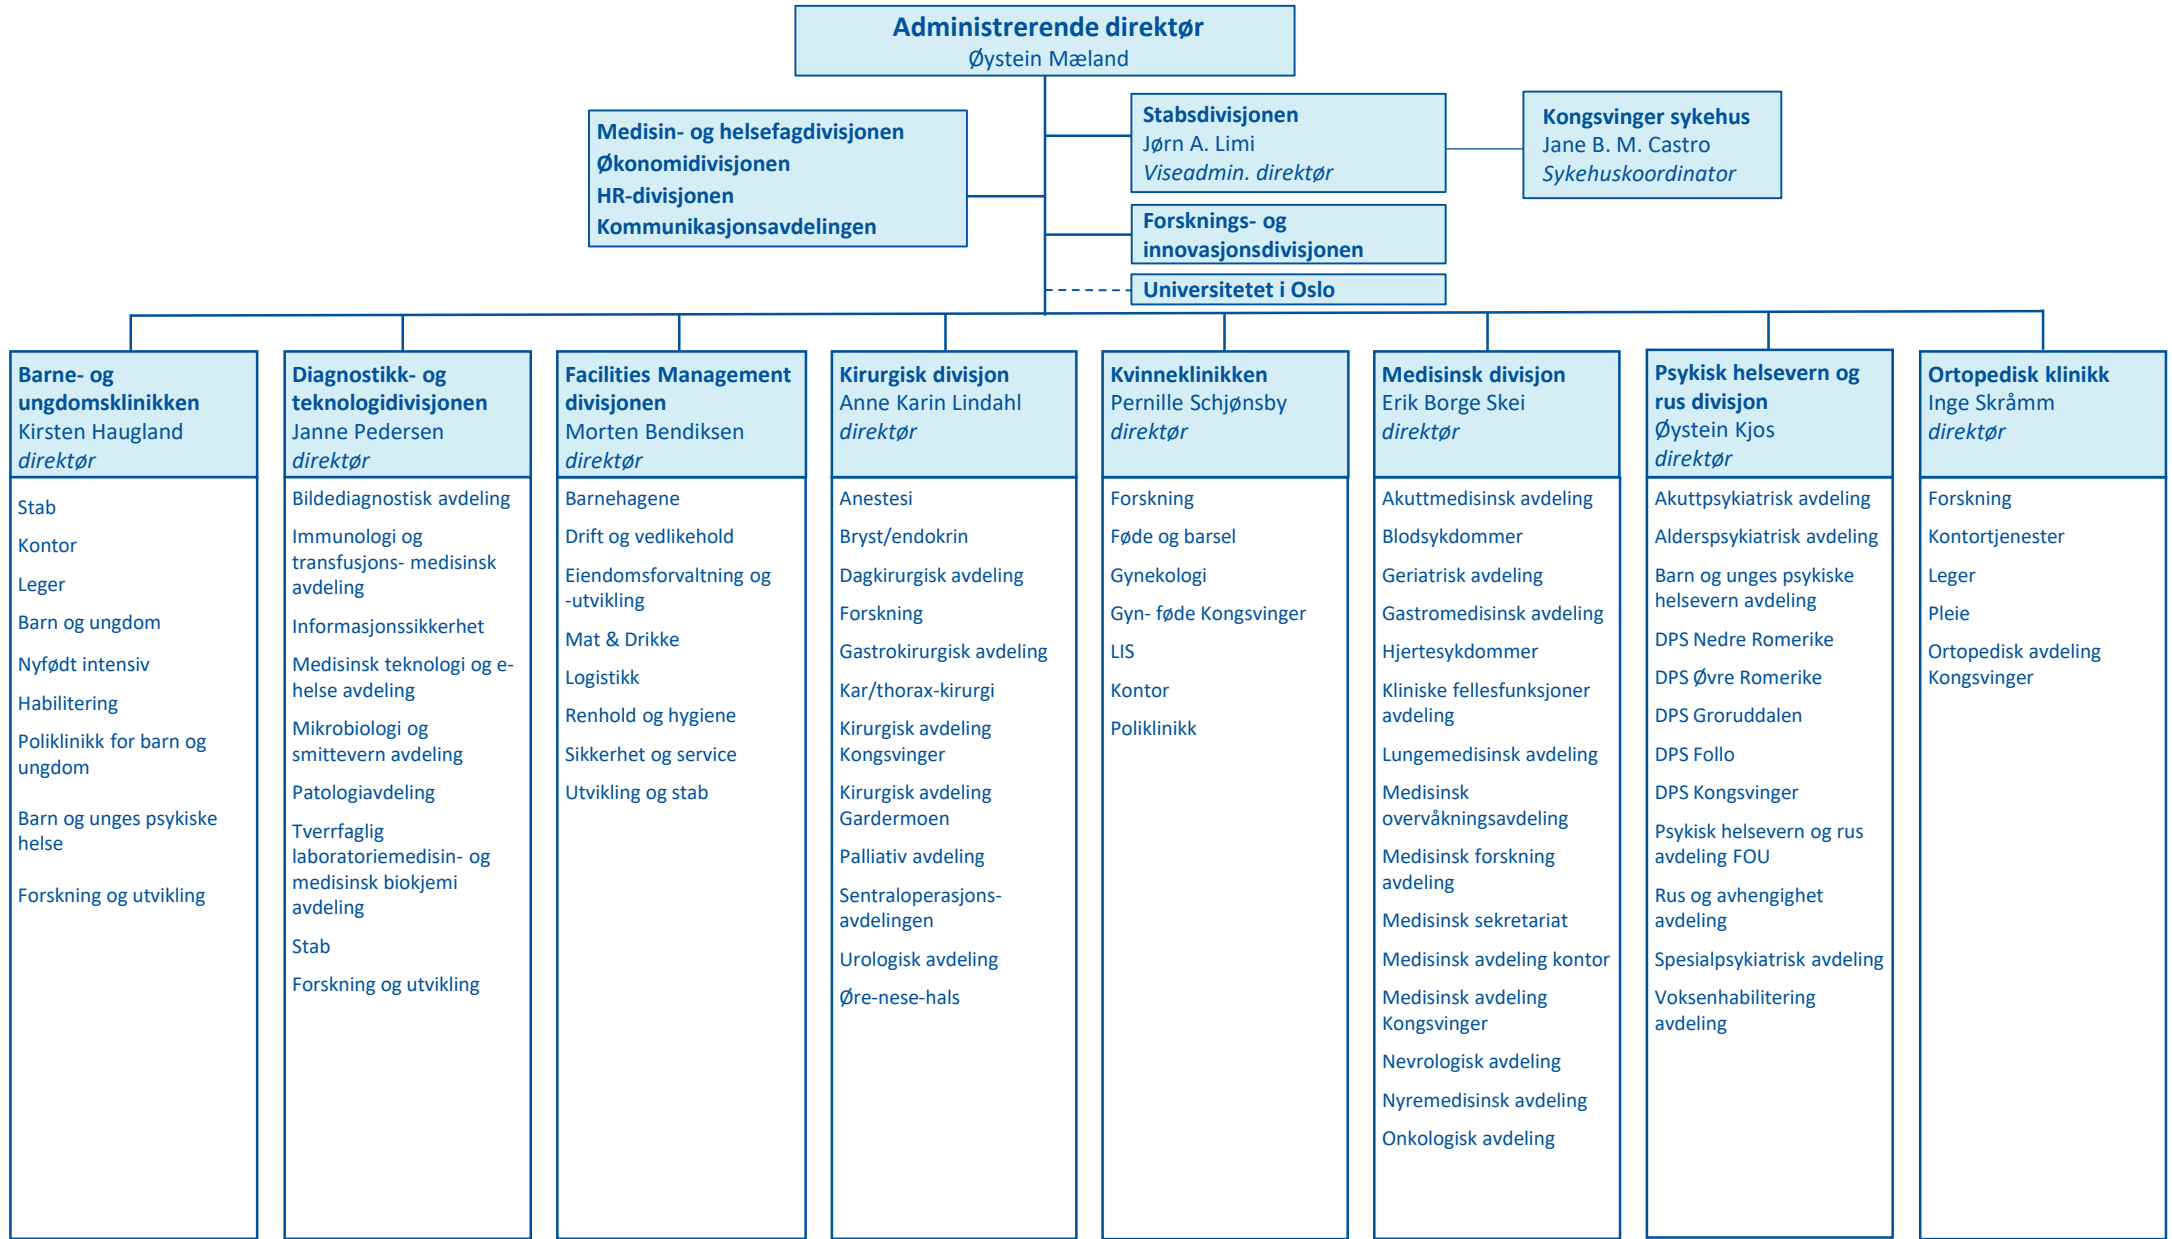 Administrerende direktør
Øystein Mæland
Medisin- og helsefagdivisjonen
Økonomidivisjonen
HR-divisjonen
Kommunikasjonsavdelingen
Stabsdivisjonen
Jørn A. Limi
Viseadmin. direktør
Kongsvinger sykehus
Jane B. M. Castro
Sykehuskoordinator
Forsknings- og
innovasjonsdivisjonen
Universitetet i Oslo
Barne- og
ungdomsklinikken
Kirsten Haugland
direktør
Stab
Kontor
Leger
Barn og ungdom
Nyfødt intensiv
Habilitering
Poliklinikk for barn og
ungdom
Barn og unges psykiske
helse
Forskning og utvikling
Diagnostikk- og
teknologidivisjonen
Janne Pedersen
direktør
Bildediagnostisk avdeling
Immunologi og
transfusjons- medisinsk
avdeling
Informasjonssikkerhet
Medisinsk teknologi og e-
helse avdeling
Mikrobiologi og
smittevern avdeling
Patologiavdeling
Tverrfaglig
laboratoriemedisin- og
medisinsk biokjemi
avdeling
Stab
Forskning og utvikling
Facilities Management
divisjonen
Morten Bendiksen
direktør
Barnehagene
Drift og vedlikehold
Eiendomsforvaltning og
-utvikling
Mat & Drikke
Logistikk
Renhold og hygiene
Sikkerhet og service
Utvikling og stab
Kirurgisk divisjon
Anne Karin Lindahl
direktør
Anestesi
Bryst/endokrin
Dagkirurgisk avdeling
Forskning
Gastrokirurgisk avdeling
Kar/thorax-kirurgi
Kirurgisk avdeling
Kongsvinger
Kirurgisk avdeling
Gardermoen
Palliativ avdeling
Sentraloperasjons-
avdelingen
Urologisk avdeling
Øre-nese-hals
Kvinneklinikken
Pernille Schjønsby
direktør
Forskning
Føde og barsel
Gynekologi
Gyn- føde Kongsvinger
LIS
Kontor
Poliklinikk
Medisinsk divisjon
Erik Borge Skei
direktør
Akuttmedisinsk avdeling
Blodsykdommer
Geriatrisk avdeling
Gastromedisinsk avdeling
Hjertesykdommer
Kliniske fellesfunksjoner
avdeling
Lungemedisinsk avdeling
Medisinsk
overvåkningsavdeling
Medisinsk forskning
avdeling
Medisinsk sekretariat
Medisinsk avdeling kontor
Medisinsk avdeling
Kongsvinger
Nevrologisk avdeling
Nyremedisinsk avdeling
Onkologisk avdeling
Psykisk helsevern og
rus divisjon
Øystein Kjos
direktør
Akuttpsykiatrisk avdeling
Alderspsykiatrisk avdeling
Barn og unges psykiske
helsevern avdeling
DPS Nedre Romerike
DPS Øvre Romerike
DPS Groruddalen
DPS Follo
DPS Kongsvinger
Psykisk helsevern og rus
avdeling FOU
Rus og avhengighet
avdeling
Spesialpsykiatrisk avdeling
Voksenhabilitering
avdeling
Ortopedisk klinikk
Inge Skråmm
direktør
Forskning
Kontortjenester
Leger
Pleie
Ortopedisk avdeling
Kongsvinger